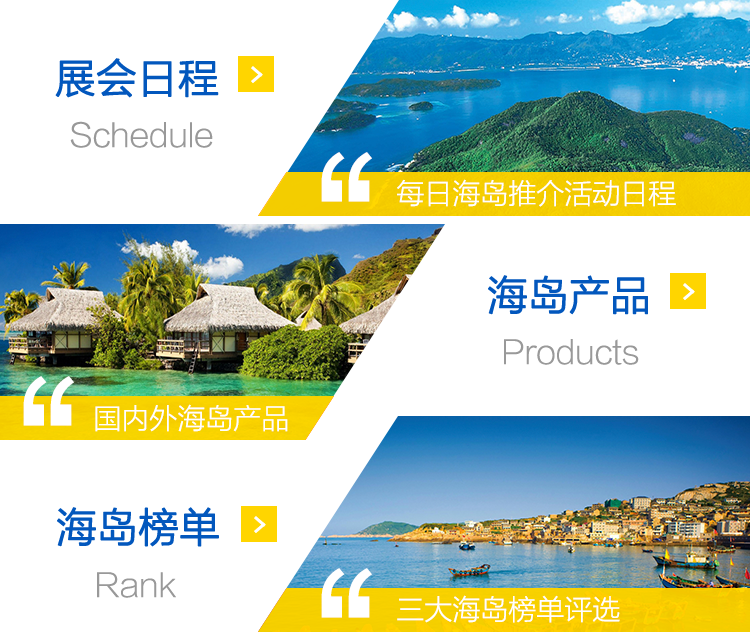 展会日程
Schedule
每日海岛推介活动日程
海岛产品
Products
国内外海岛产品
海岛榜单
Rank
三大海岛榜单评选